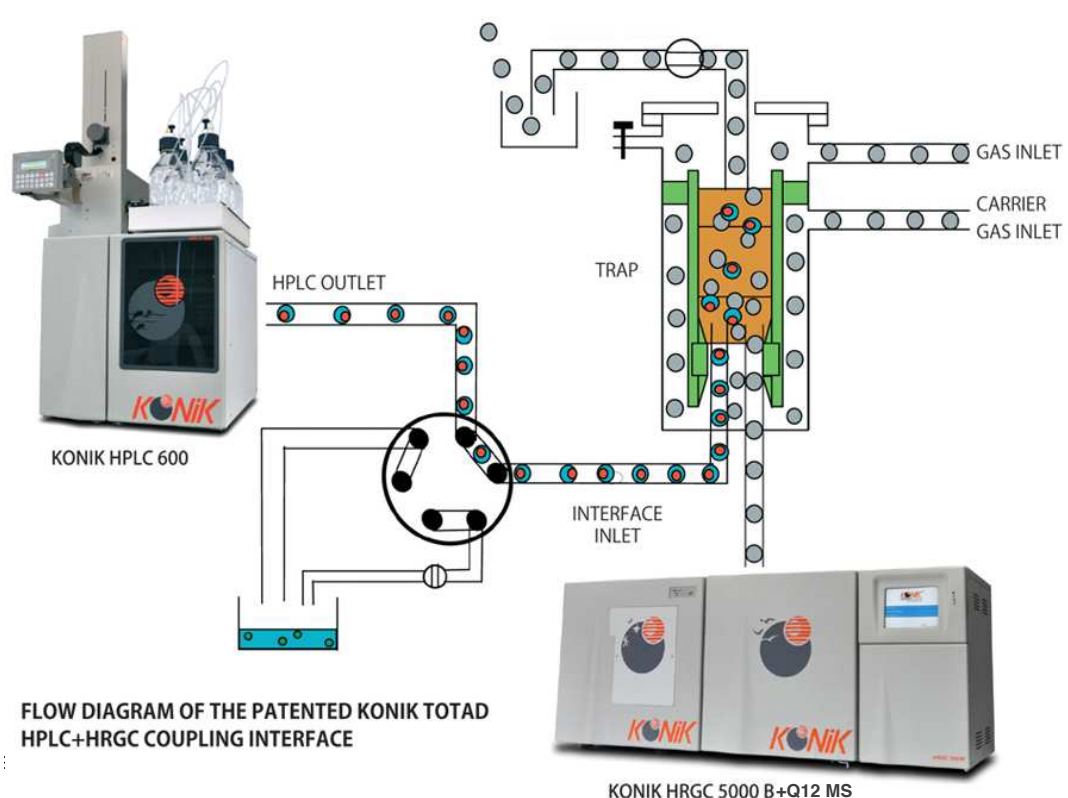 GAS INLET
CARRIER
GAS INLET
TRAP
HPLC OUTLET
KONIK
KONIK HPLC 600
INTERFACE
INLET
KONIK
KONIK
KONIK
FLOW DIAGRAM OF THE PATENTED KONIK TOTAD
HPLC+HRGC COUPLING INTERFACE
KONIK HRGC 5000 B+Q12 MS